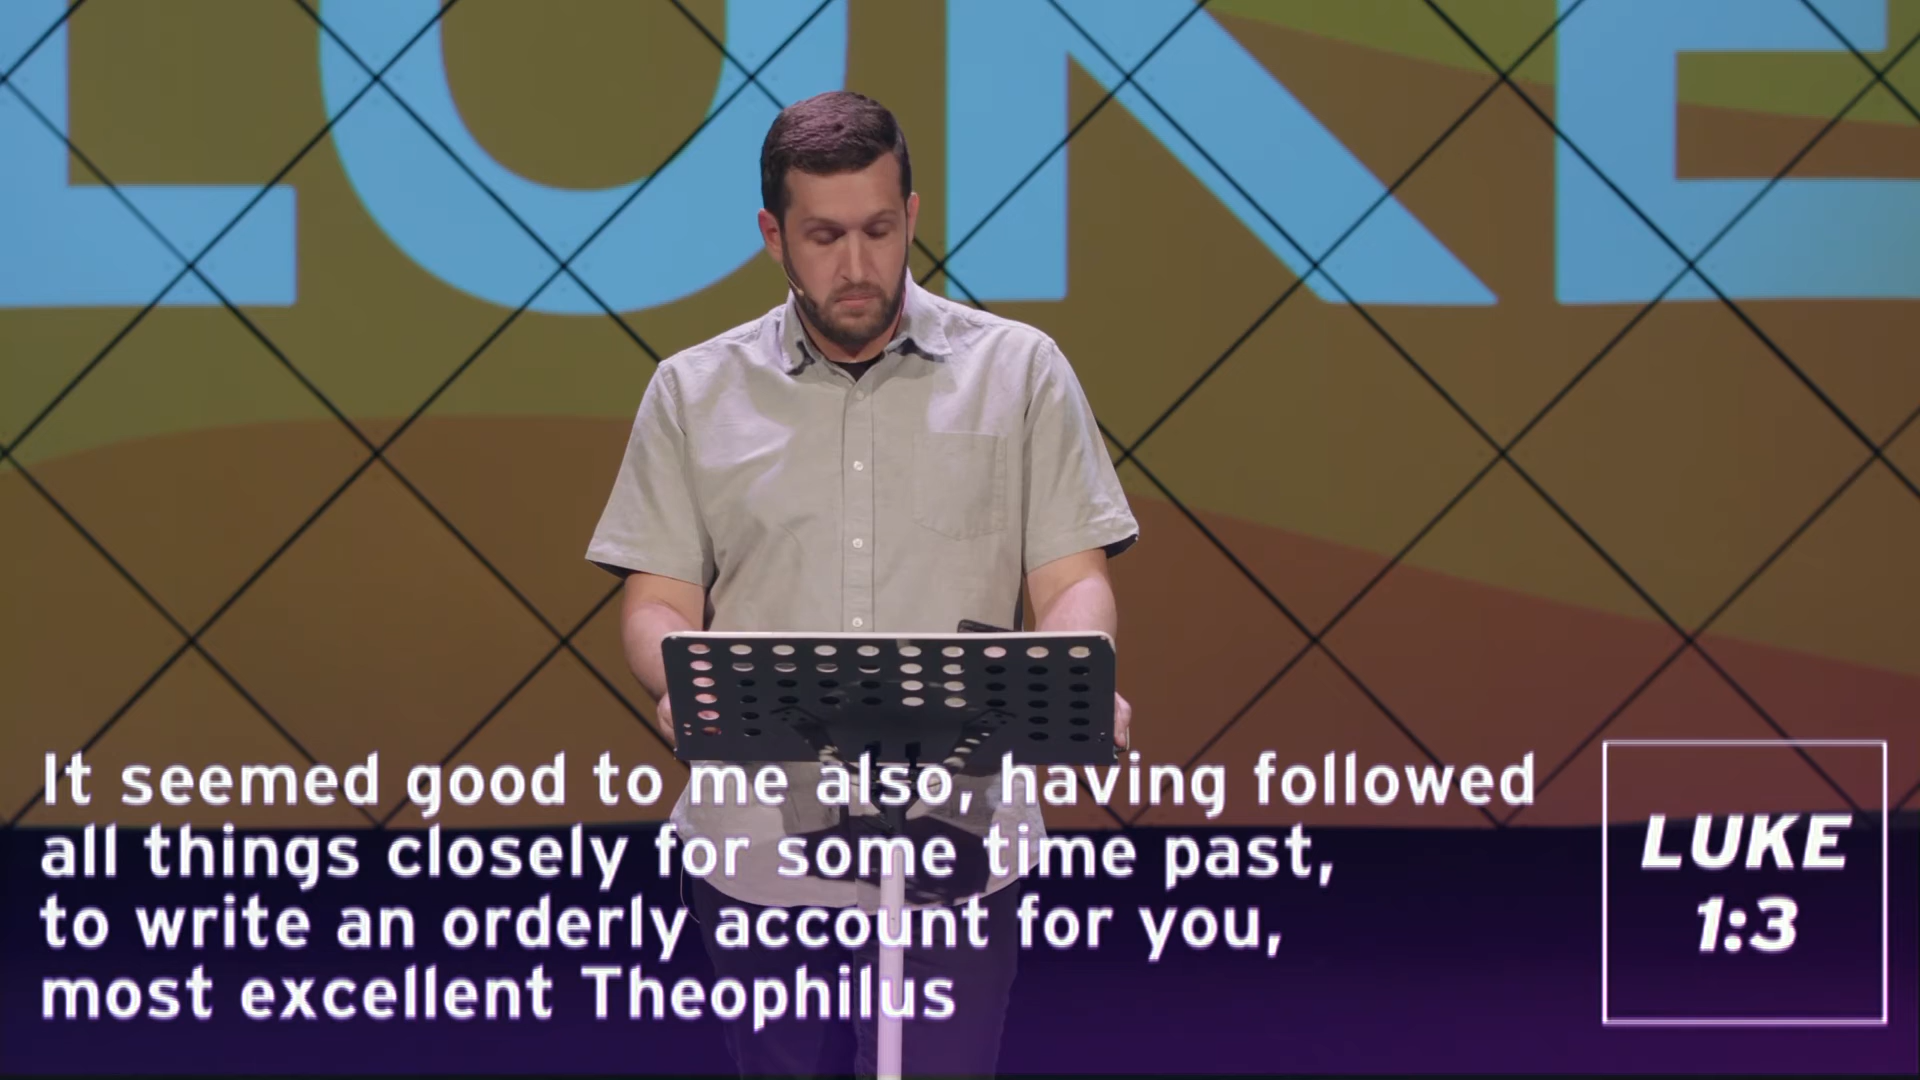 LUKE
It seemed good to me also, having followed
all things closely for some time past,
to write an orderly account for you,
most excellent Theophilus
LUKE
1:3